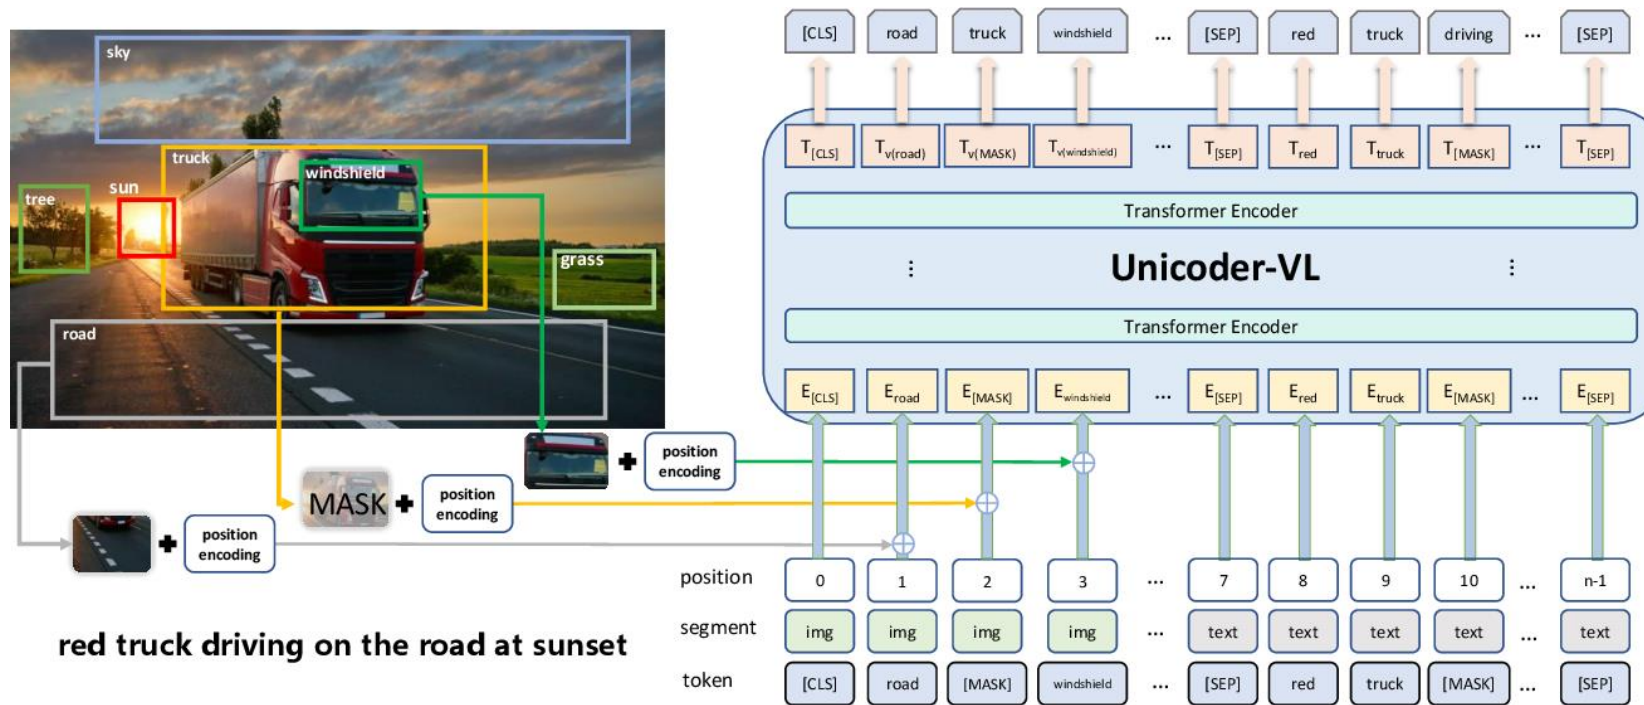 sky
truck
windshield
sun
tree
grass
road
MASK
position encoding
position encoding
position encoding
red truck driving on the road at sunset
[CLS] road truck windshield ... [SEP] red truck driving ... [SEP]
T[CLS] Tv(road) Tv(MASK) Tv(windshield) ... T[SEP] Tred Ttruck T[MASK] ... T[SEP]
Transformer Encoder
Unicoder-VL
Transformer Encoder
E[CLS] Eroad E[MASK] Ewindshield ... E[SEP] Ered Etruck E[MASK] ... E[SEP]
position 0 1 2 3 ... 7 8 9 10 ... n-1
segment img img img img ... text text text text ... text
token [CLS] road [MASK] windshield ... [SEP] red truck [MASK] ... [SEP]